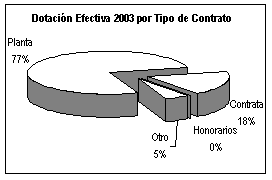 Dotación Efectiva 2003 por Tipo de Contrato
Planta
77%
Contrata
18%
Honorarios
0%
Otro
5%